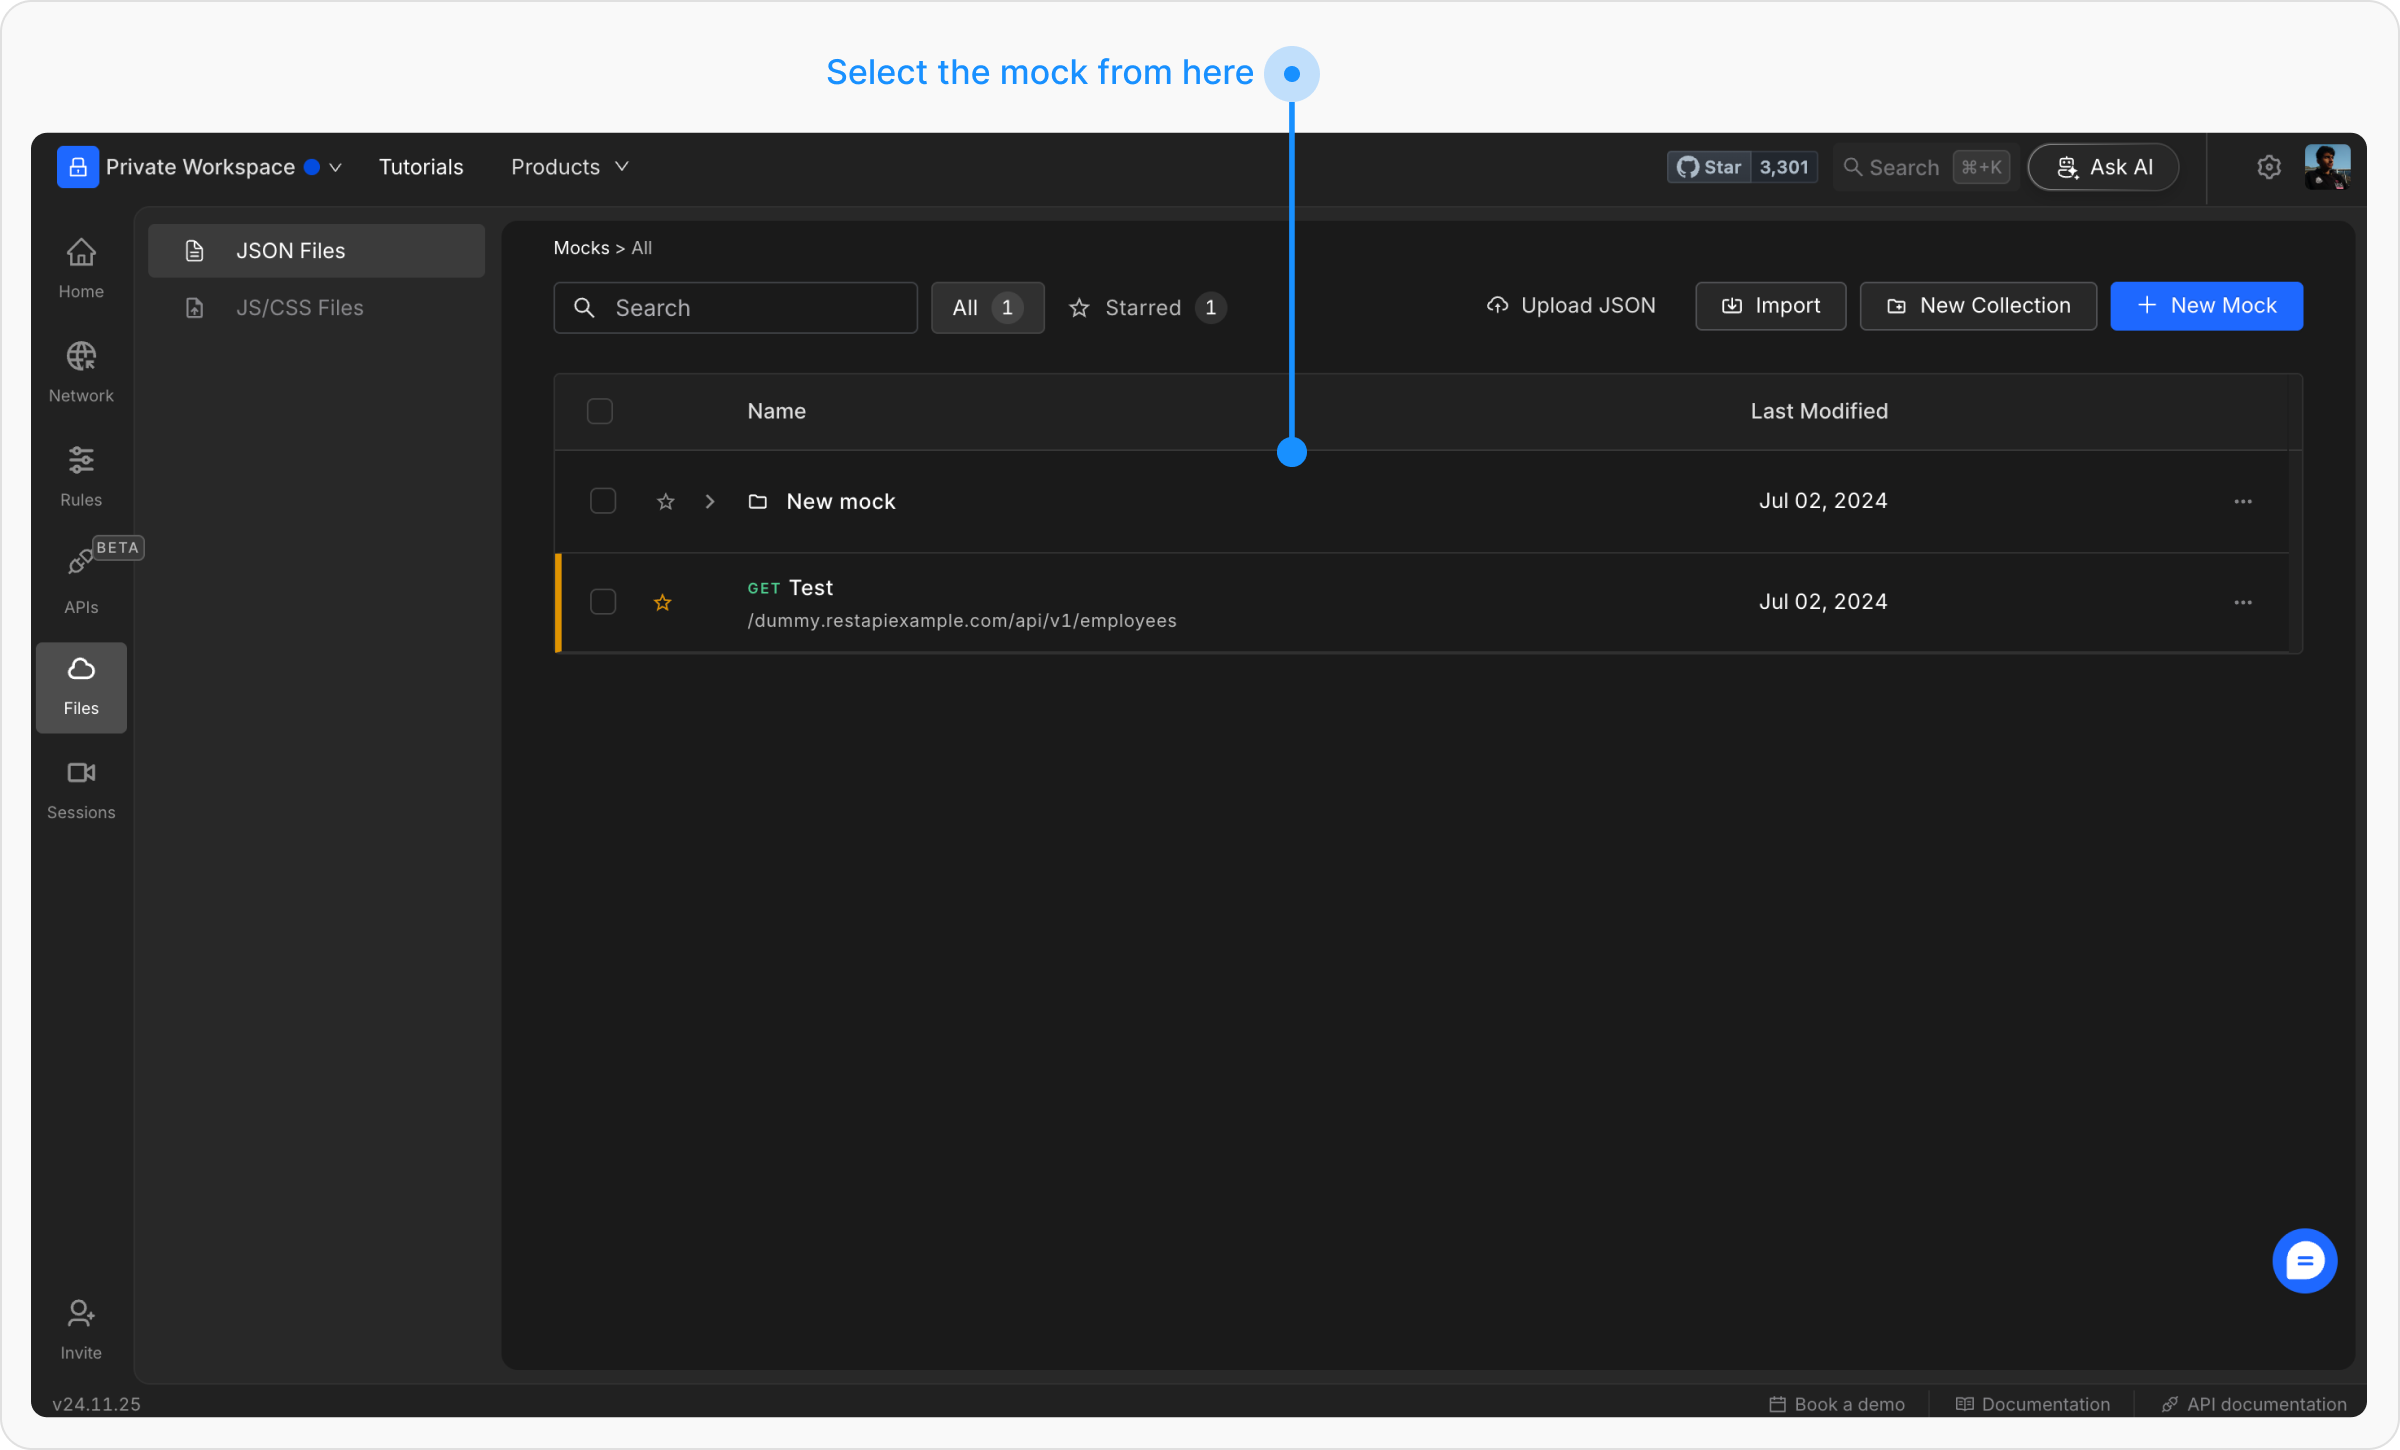 Select the mock from here
Private Workspace
Tutorials
Products
Star 3,301
Search ⌘+K
Ask AI
Home
Network
Rules
BETA
APIs
Files
Sessions
Invite
v24.11.25
JSON Files
JS/CSS Files
Mocks > All
Search
All 1
Starred 1
Upload JSON
Import
New Collection
+ New Mock
Name
Last Modified
New mock
Jul 02, 2024
GET Test
/dummy.restapiexample.com/api/v1/employees
Jul 02, 2024
Book a demo
Documentation
API documentation